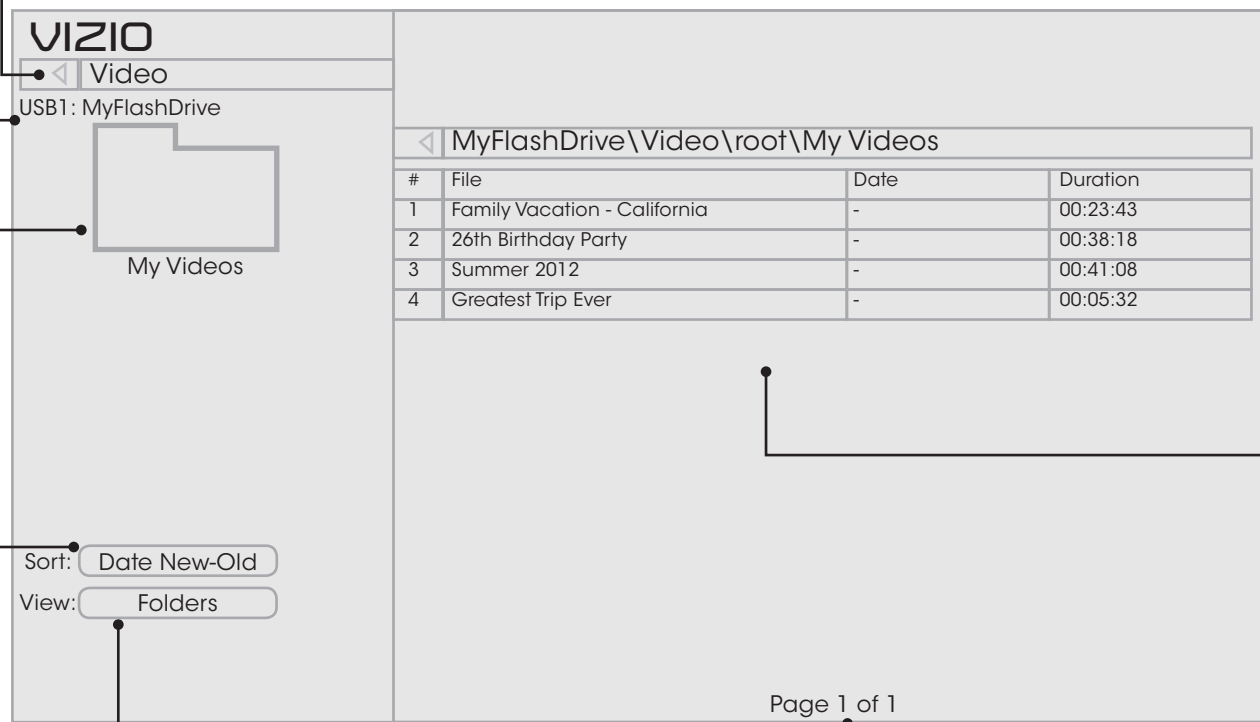 VIZIO
Video
USB1: MyFlashDrive
My Videos
Sort: Date New-Old
View: Folders
MyFlashDrive\Video\root\My Videos
# File Date Duration
1 Family Vacation - California - 00:23:43
2 26th Birthday Party - 00:38:18
3 Summer 2012 - 00:41:08
4 Greatest Trip Ever - 00:05:32
Page 1 of 1